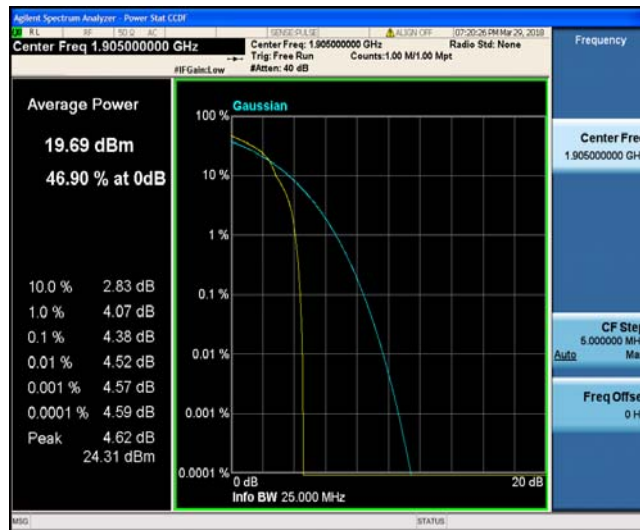 Agilent Spectrum Analyzer - Power Stat CCDF
RL RF 50 Ω AC SENSE:PULSE ALIGN OFF 07:20:26 PM Mar 29, 2018
Center Freq 1.905000000 GHz
Center Freq: 1.905000000 GHz Radio Std: None
Trig: Free Run Counts:1.00 M/1.00 Mpt
#IFGain:Low #Atten: 40 dB
Frequency
Average Power
19.69 dBm
46.90 % at 0dB
10.0 % 2.83 dB
1.0 % 4.07 dB
0.1 % 4.38 dB
0.01 % 4.52 dB
0.001 % 4.57 dB
0.0001 % 4.59 dB
Peak 4.62 dB
24.31 dBm
Gaussian
100 %
10 %
1 %
0.1 %
0.01 %
0.001 %
0.0001 %
0 dB 20 dB
Info BW 25.000 MHz
Center Fre
1.905000000 GH
CF Step
5.000000 MH
Auto Ma
Freq Offse
0 H
MSG STATUS